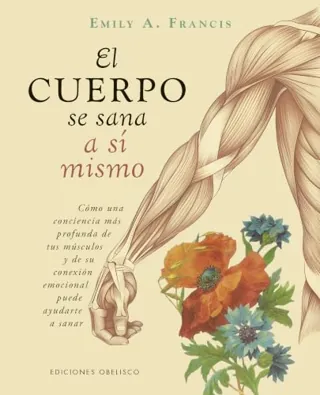 EMILY A. FRANCIS
El
CUERPO
se sana
a sí
mismo
Cómo una
conciencia más
profunda de
tus músculos
y de su
conexión
emocional
puede
ayudarte
a sanar
EDICIONES OBELISCO